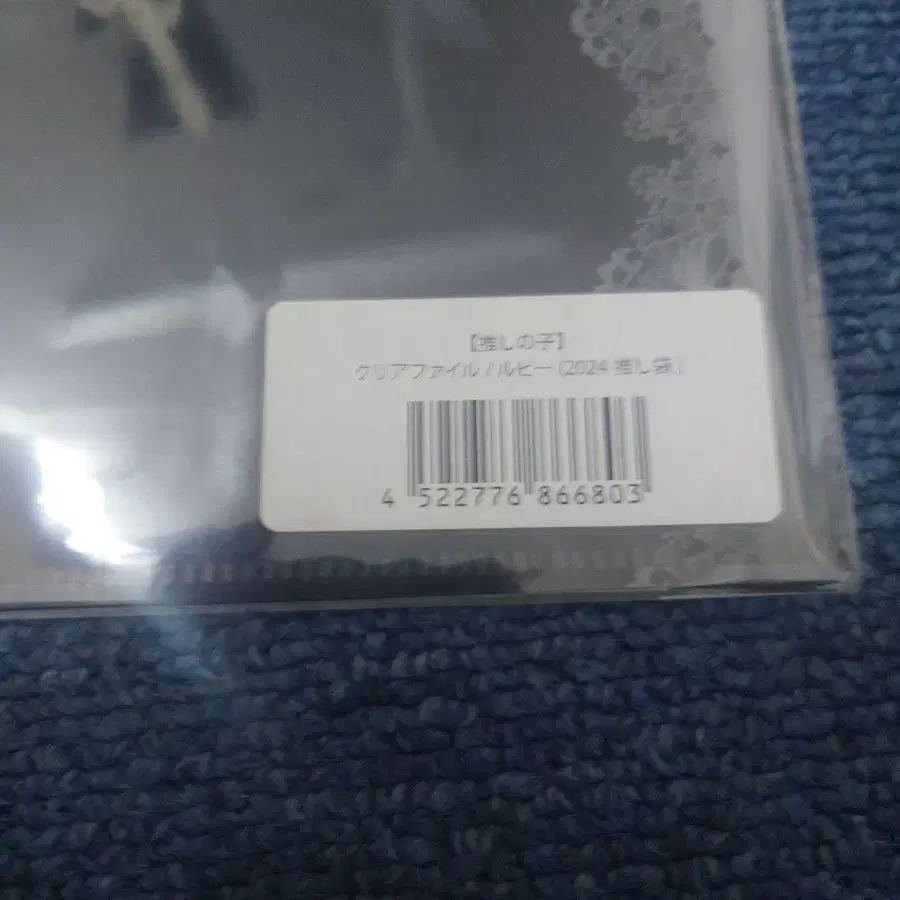 【推しの子】
クリアファイル / ルビー (2024 推し袋)
4 522776 866803